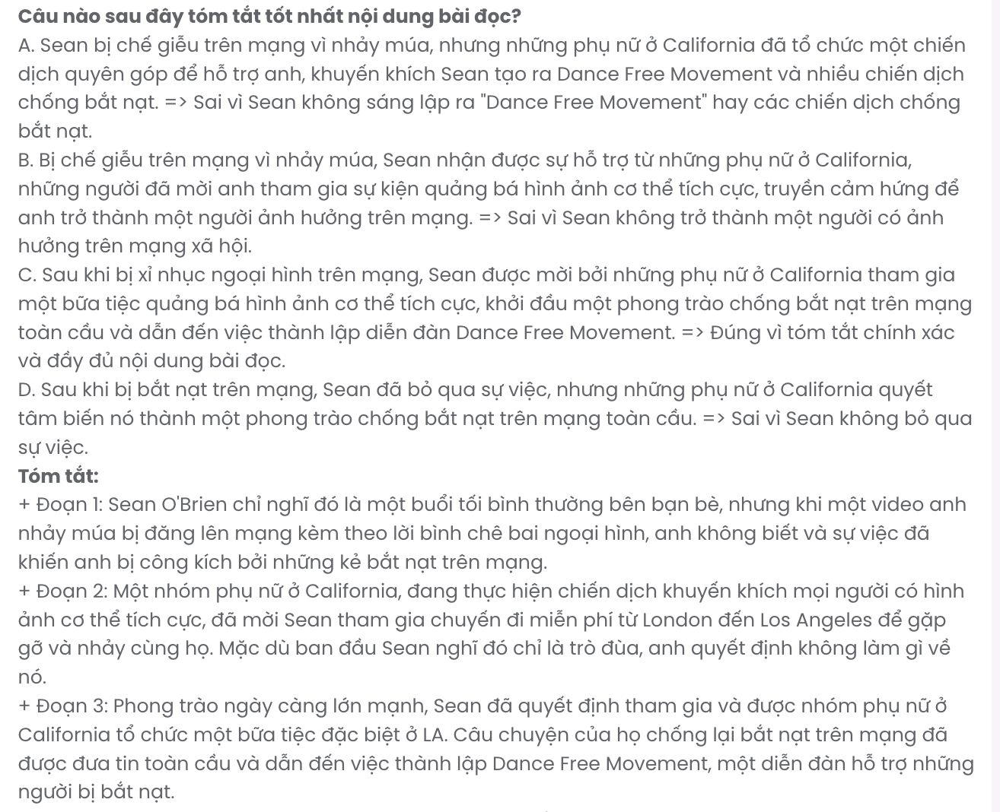 Câu nào sau đây tóm tắt tốt nhất nội dung bài đọc?
A. Sean bị chế giễu trên mạng vì nhảy múa, nhưng những phụ nữ ở California đã tổ chức một chiến
dịch quyên góp để hỗ trợ anh, khuyến khích Sean tạo ra Dance Free Movement và nhiều chiến dịch
chống bắt nạt. => Sai vì Sean không sáng lập ra "Dance Free Movement" hay các chiến dịch chống
bắt nạt.
B. Bị chế giễu trên mạng vì nhảy múa, Sean nhận được sự hỗ trợ từ những phụ nữ ở California,
những người đã mời anh tham gia sự kiện quảng bá hình ảnh cơ thể tích cực, truyền cảm hứng để
anh trở thành một người ảnh hưởng trên mạng. => Sai vì Sean không trở thành một người có ảnh
hưởng trên mạng xã hội.
C. Sau khi bị xỉ nhục ngoại hình trên mạng, Sean được mời bởi những phụ nữ ở California tham gia
một bữa tiệc quảng bá hình ảnh cơ thể tích cực, khởi đầu một phong trào chống bắt nạt trên mạng
toàn cầu và dẫn đến việc thành lập diễn đàn Dance Free Movement. => Đúng vì tóm tắt chính xác
và đầy đủ nội dung bài đọc.
D. Sau khi bị bắt nạt trên mạng, Sean đã bỏ qua sự việc, nhưng những phụ nữ ở California quyết
tâm biến nó thành một phong trào chống bắt nạt trên mạng toàn cầu. => Sai vì Sean không bỏ qua
sự việc.
Tóm tắt:
+ Đoạn 1: Sean O'Brien chỉ nghĩ đó là một buổi tối bình thường bên bạn bè, nhưng khi một video anh
nhảy múa bị đăng lên mạng kèm theo lời bình chê bai ngoại hình, anh không biết và sự việc đã
khiến anh bị công kích bởi những kẻ bắt nạt trên mạng.
+ Đoạn 2: Một nhóm phụ nữ ở California, đang thực hiện chiến dịch khuyến khích mọi người có hình
ảnh cơ thể tích cực, đã mời Sean tham gia chuyến đi miễn phí từ London đến Los Angeles để gặp
gỡ và nhảy cùng họ. Mặc dù ban đầu Sean nghĩ đó chỉ là trò đùa, anh quyết định không làm gì về
nó.
+ Đoạn 3: Phong trào ngày càng lớn mạnh, Sean đã quyết định tham gia và được nhóm phụ nữ ở
California tổ chức một bữa tiệc đặc biệt ở LA. Câu chuyện của họ chống lại bắt nạt trên mạng đã
được đưa tin toàn cầu và dẫn đến việc thành lập Dance Free Movement, một diễn đàn hỗ trợ những
người bị bắt nạt.